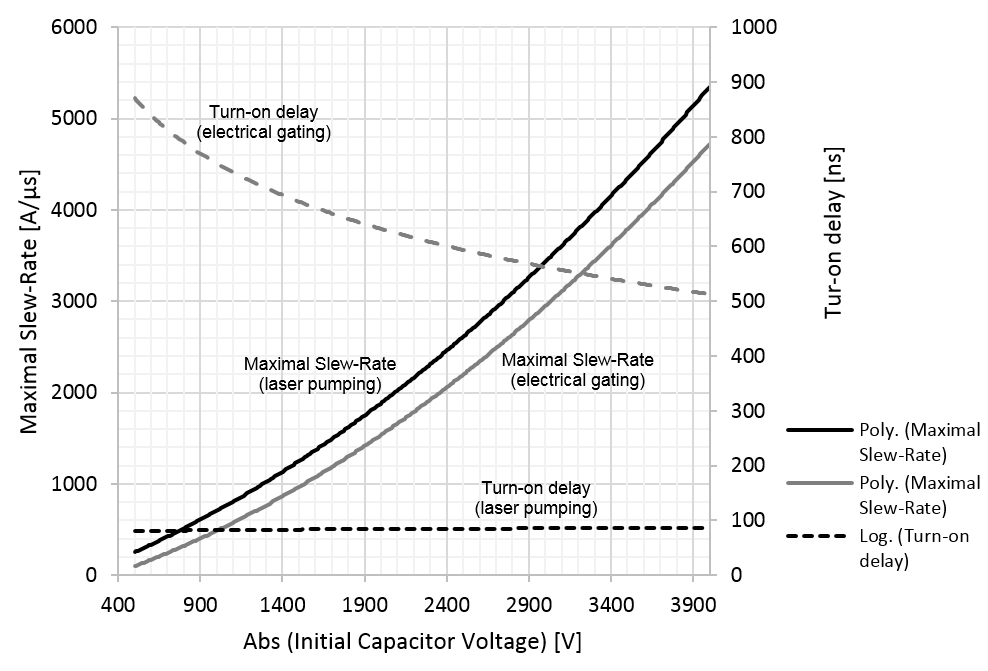 6000
5000
4000
3000
2000
1000
0
Maximal Slew-Rate [A/µs]
1000
900
800
700
600
500
400
300
200
100
0
Tur-on delay [ns]
400
900
1400
1900
2400
2900
3400
3900
Abs (Initial Capacitor Voltage) [V]
Turn-on delay
(electrical gating)
Maximal Slew-Rate
(laser pumping)
Maximal Slew-Rate
(electrical gating)
Turn-on delay
(laser pumping)
Poly. (Maximal
Slew-Rate)
Poly. (Maximal
Slew-Rate)
Log. (Turn-on
delay)